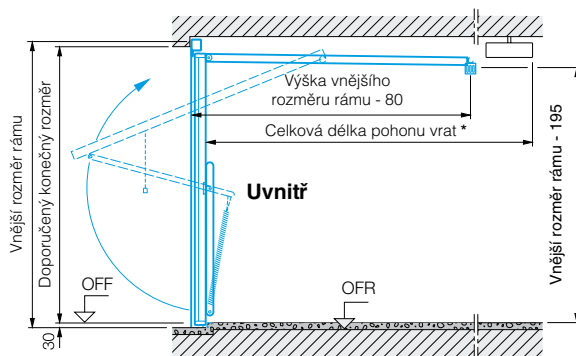 Vnější rozměr rámu
Doporučený konečný rozměr
Výška vnějšího
rozměru rámu - 80
Celková délka pohonu vrat *
Uvnitř
Vnější rozměr rámu - 195
OFF
OFR
30